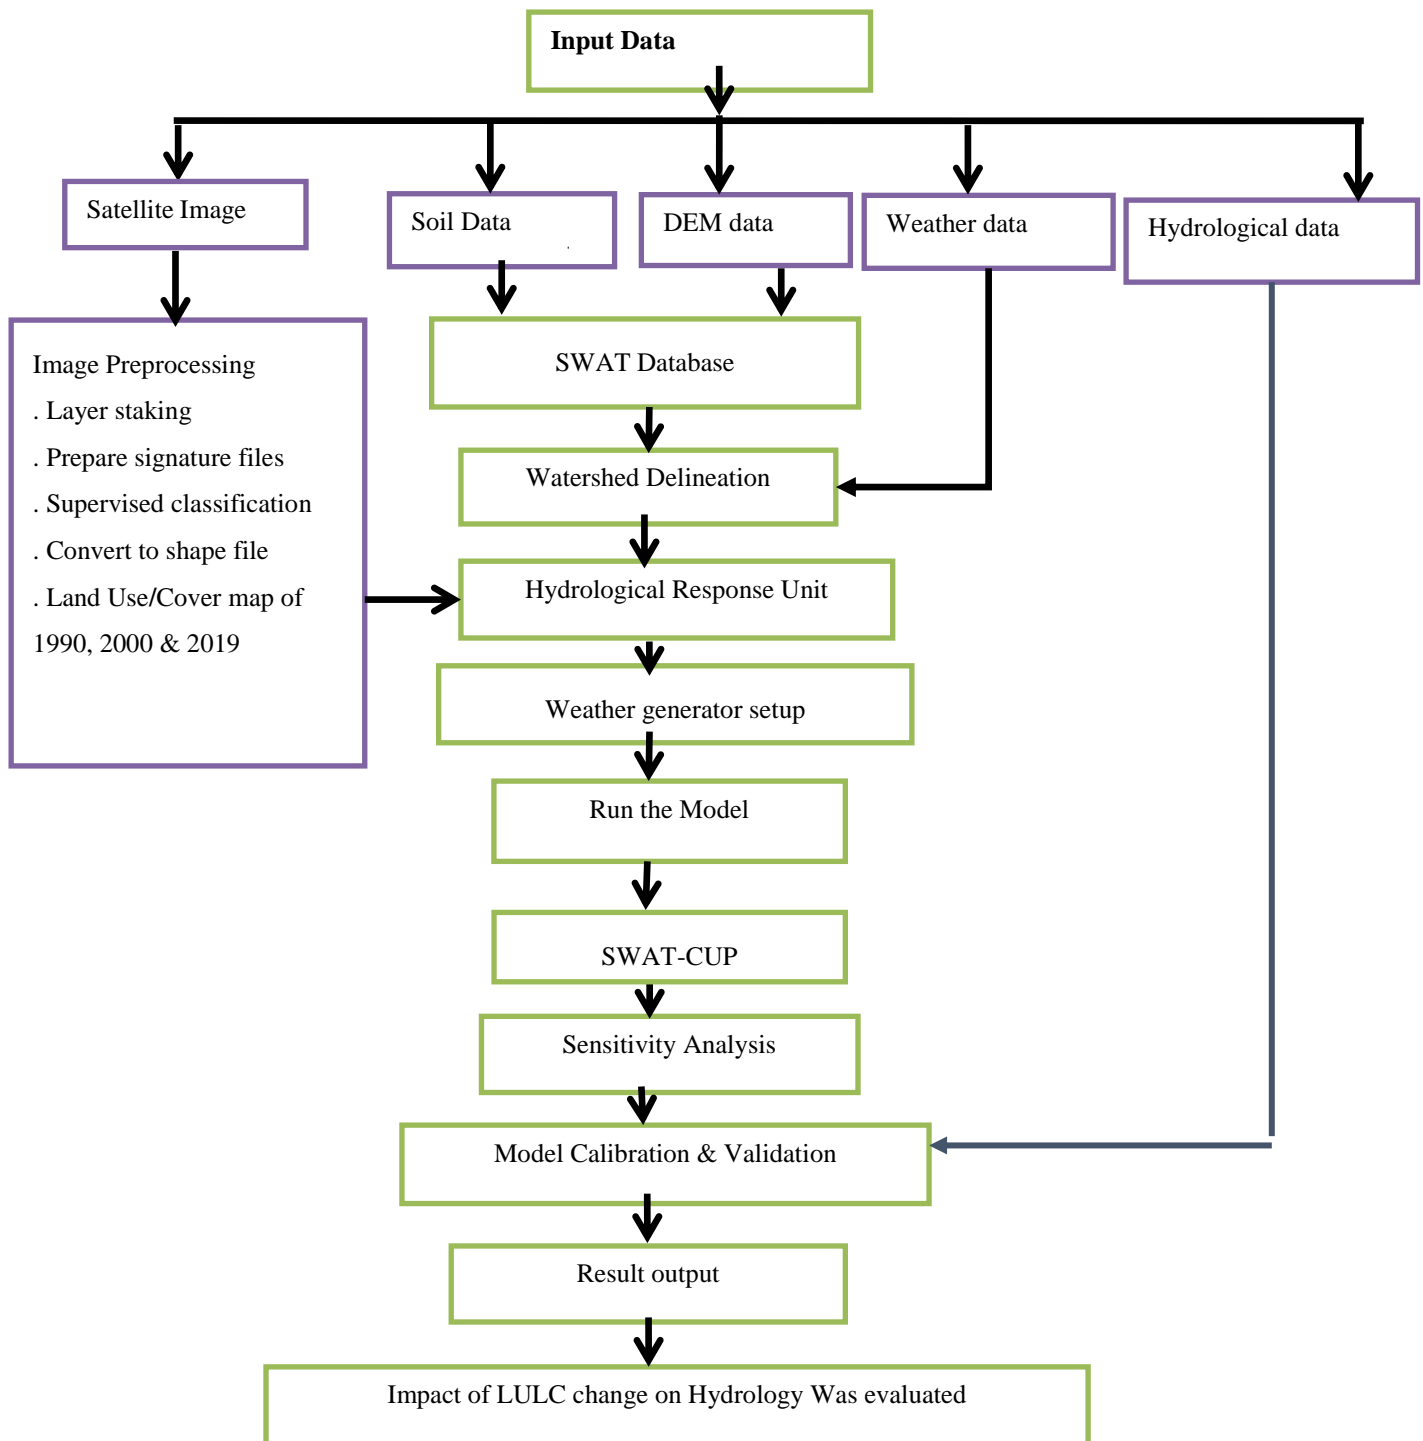 Input Data
Satellite Image
Soil Data
DEM data
Weather data
Hydrological data
Image Preprocessing
. Layer staking
. Prepare signature files
. Supervised classification
. Convert to shape file
. Land Use/Cover map of
1990, 2000 & 2019
SWAT Database
Watershed Delineation
Hydrological Response Unit
Weather generator setup
Run the Model
SWAT-CUP
Sensitivity Analysis
Model Calibration & Validation
Result output
Impact of LULC change on Hydrology Was evaluated